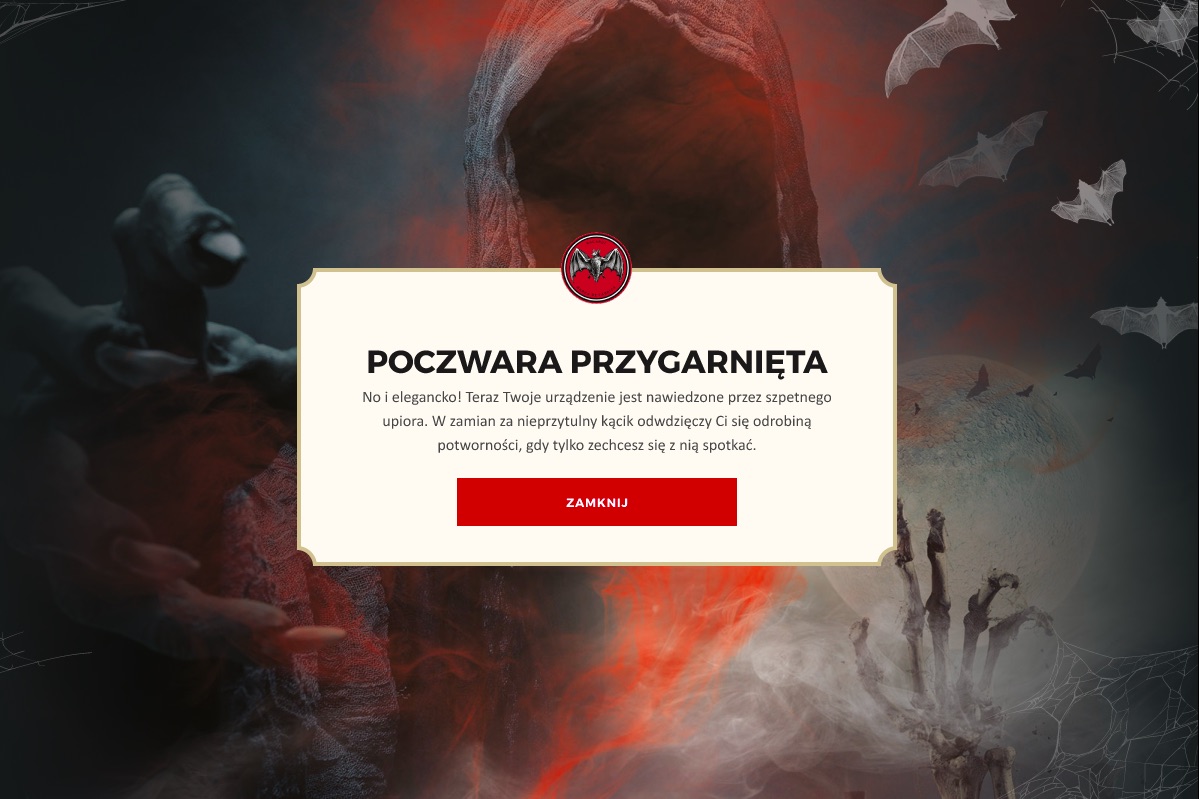 POCZWARA PRZYGARNIĘTA
No i elegancko! Teraz Twoje urządzenie jest nawiedzone przez szpetnego
upiora. W zamian za nieprzytulny kącik odwdzięczy Ci się odrobiną
potworności, gdy tylko zechcesz się z nią spotkać.
ZAMKNIJ